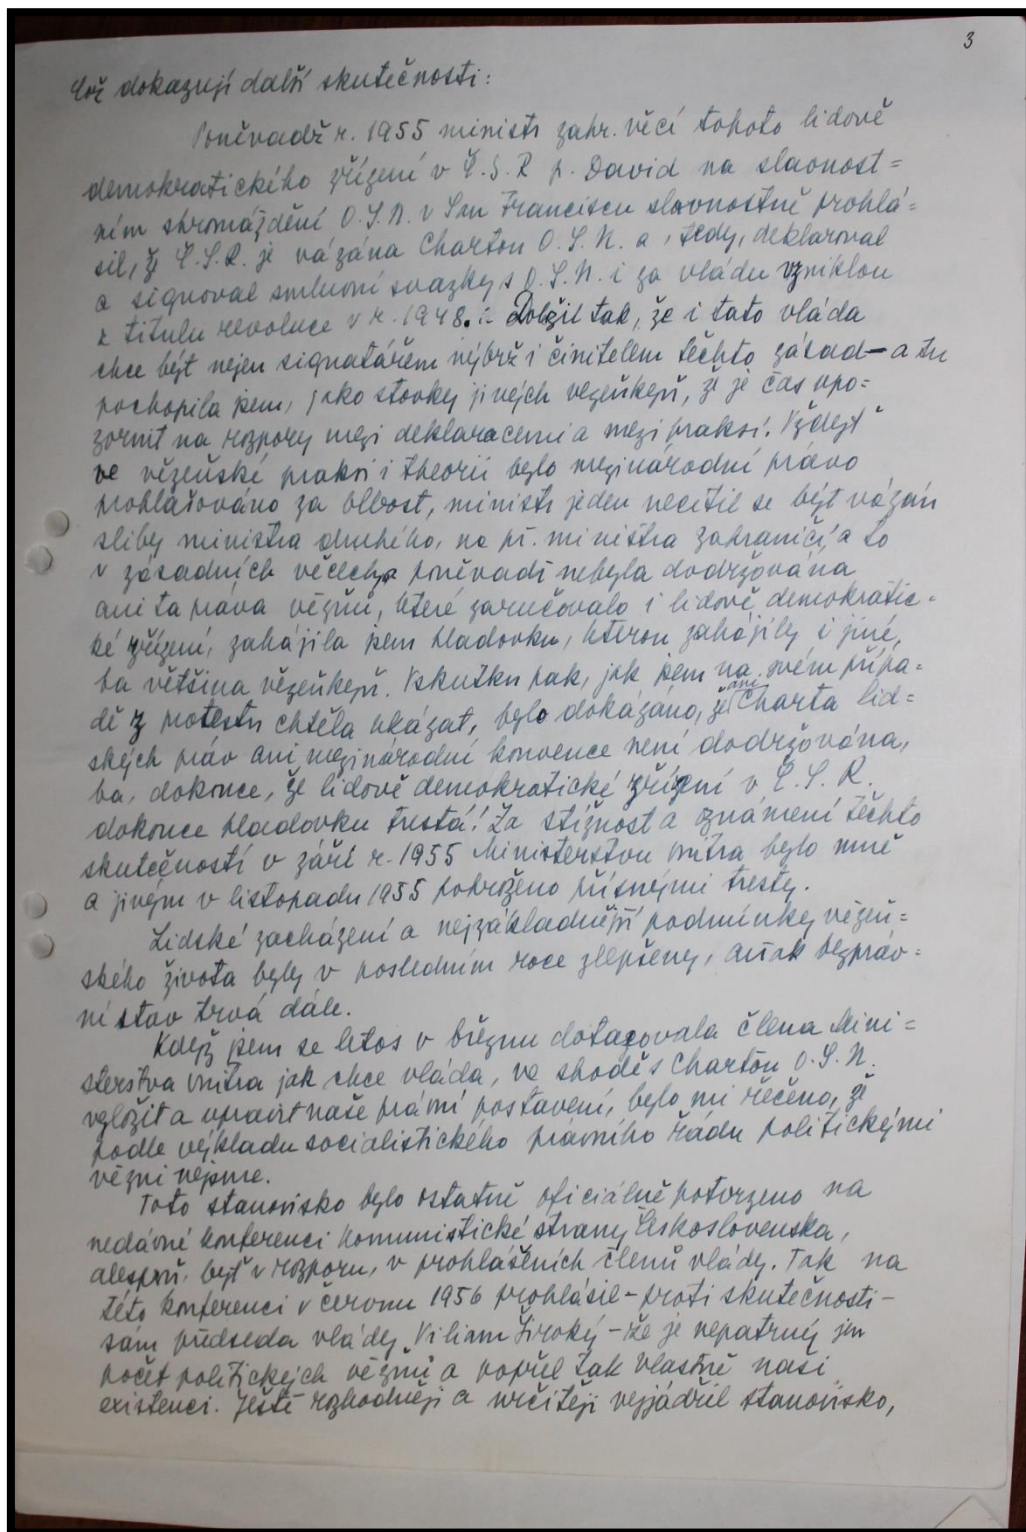 3
což dokazují další skutečnosti:
Poněvadž r. 1955 ministr zahr. věcí tohoto lidově
demokratického zřízení v Č.S.R p. David na slavnost=
ním shromáždění O.S.N. v San Franciscu slavnostně prohlá=
sil, že Č.S.R. je vázána Chartou O.S.N. a, tedy, deklaroval
a signoval smluvní svazky s O.S.N. i za vládu vzniklou
z titulu revoluce v r. 1948. :- Doložil tak, že i tato vláda
chce být nejen signatářem nýbrž i činitelem těchto zásad - a tu
pochopila jsem, jako stovky jiných vězeňkyň, že je čas upo=
zornit na rozpory mezi deklaracemi a mezi praksí. Vždyť
ve vězeňské praksi i theorii bylo mezinárodní právo
prohlašováno za blbost, ministr jeden necítil se být vázán
sliby ministra druhého, na př. ministra zahraničí, a to
v zásadních věcech, poněvadž nebyla dodržována
ani ta práva vězňů, které zaručovalo i lidově demokratic=
ké zřízení, zahájila jsem hladovku, kterou zahájily i jiné,
ba většina vězeňkyň. Vskutku pak, jak jsem na svém přípa=
dě z protestu chtěla ukázat, bylo dokázáno, že ani Charta lid=
ských práv ani mezinárodní konvence není dodržována,
ba, dokonce, že lidově demokratické zřízení v Č.S.R.
dokonce hladovku trestá! Za stížnost a oznámení těchto
skutečností v září r. 1955 Ministerstvu vnitra bylo mně
a jiným v listopadu 1955 pohroženo přísnými tresty.
Lidské zacházení a nejzákladnější podmínky vězeň=
ského života byly v posledním roce zlepšeny, avšak bezpráv=
ní stav trvá dále.
Když jsem se letos v březnu dotazovala člena Mini=
sterstva vnitra jak chce vláda, ve shodě s Chartou O.S.N.
vyložit a upravit naše právní postavení, bylo mi řečeno, že
podle výkladu socialistického právního řádu politickými
vězni nejsme.
Toto stanovisko bylo ostatně oficiálně potvrzeno na
nedávné konferenci Komunistické strany Československa,
alespoň, byť v rozporu, v prohlášeních členů vlády. Tak na
této konferenci v červnu 1956 prohlásil - proti skutečnosti -
sám předseda vlády Viliam Široký - že je nepatrný jen
počet politických vězňů a popřel tak vlastně naši
existenci. Ještě rozhodněji a určitěji vyjádřil stanovisko,